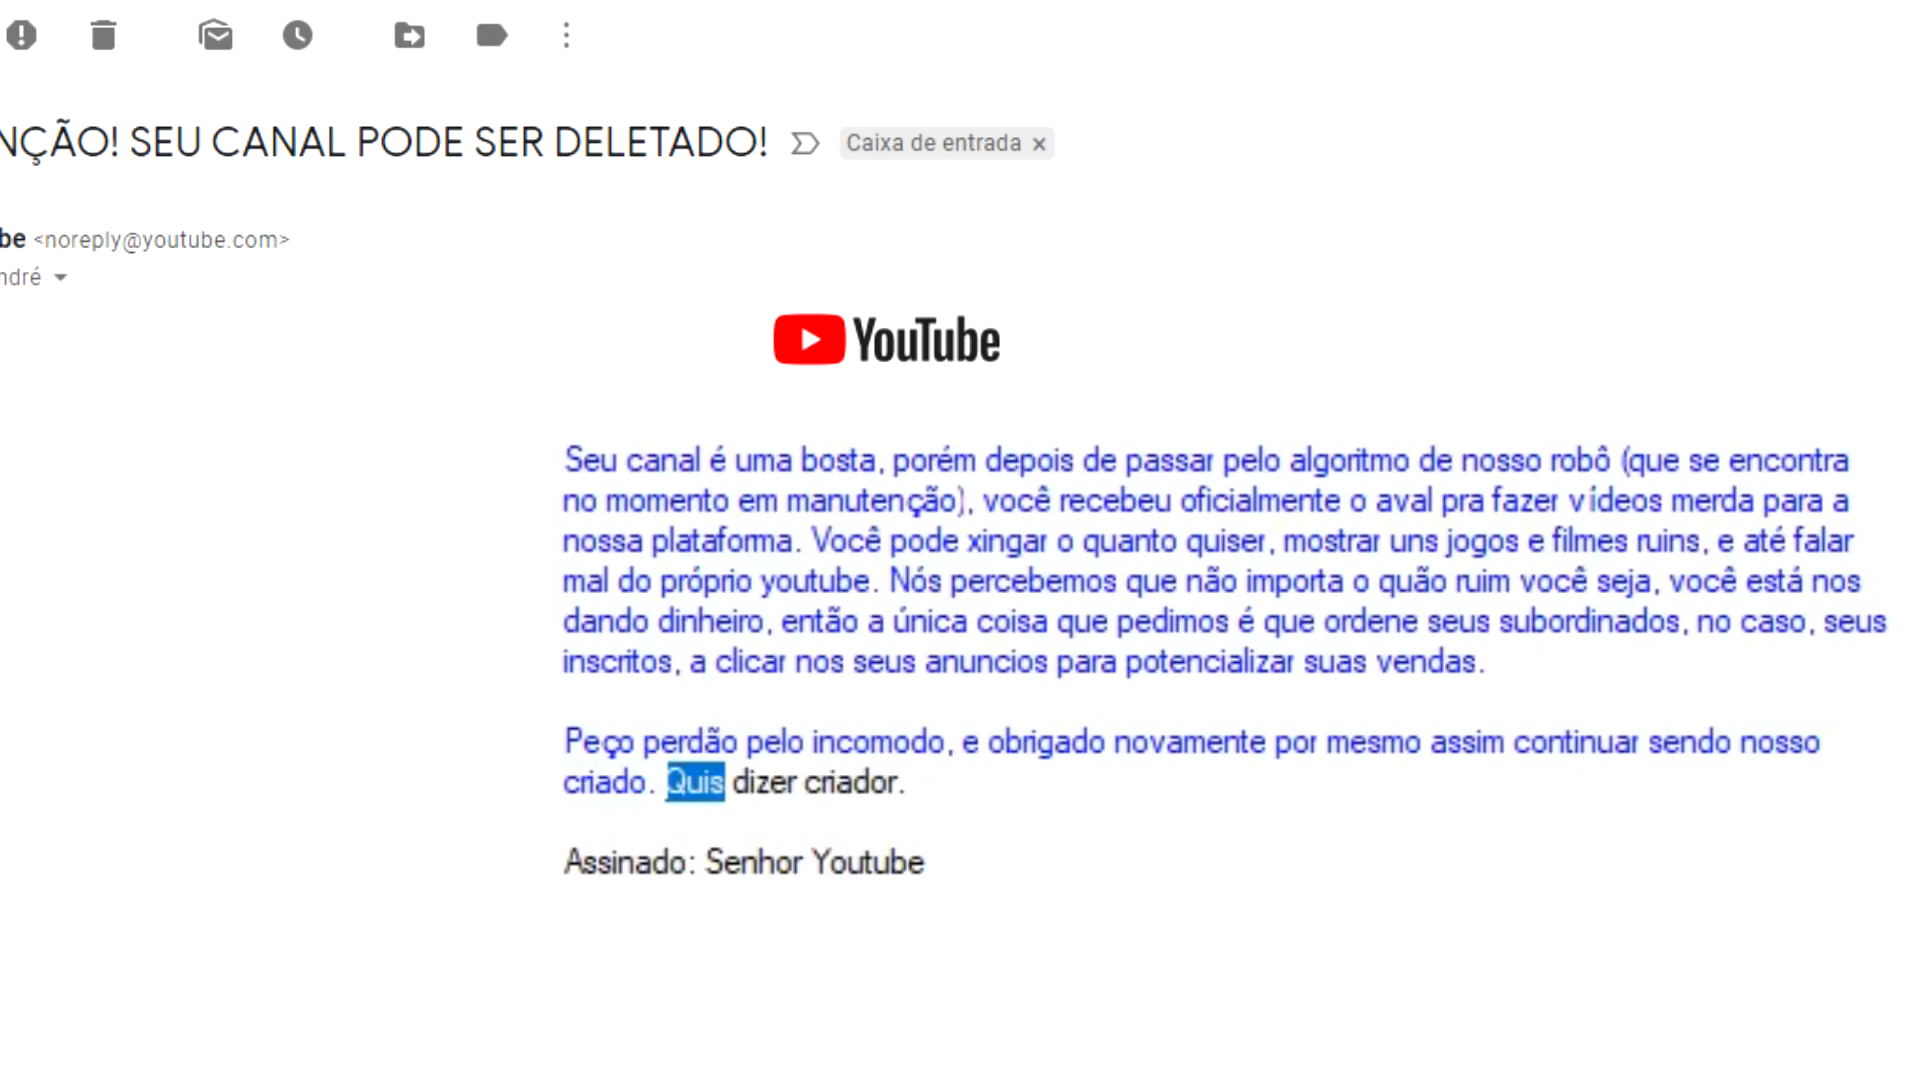 NÇÃO! SEU CANAL PODE SER DELETADO! Caixa de entrada ×
be <noreply@youtube.com>
ndré
YouTube
Seu canal é uma bosta, porém depois de passar pelo algoritmo de nosso robô (que se encontra
no momento em manutenção), você recebeu oficialmente o aval pra fazer vídeos merda para a
nossa plataforma. Você pode xingar o quanto quiser, mostrar uns jogos e filmes ruins, e até falar
mal do próprio youtube. Nós percebemos que não importa o quão ruim você seja, você está nos
dando dinheiro, então a única coisa que pedimos é que ordene seus subordinados, no caso, seus
inscritos, a clicar nos seus anuncios para potencializar suas vendas.
Peço perdão pelo incomodo, e obrigado novamente por mesmo assim continuar sendo nosso
criado. Quis dizer criador.
Assinado: Senhor Youtube